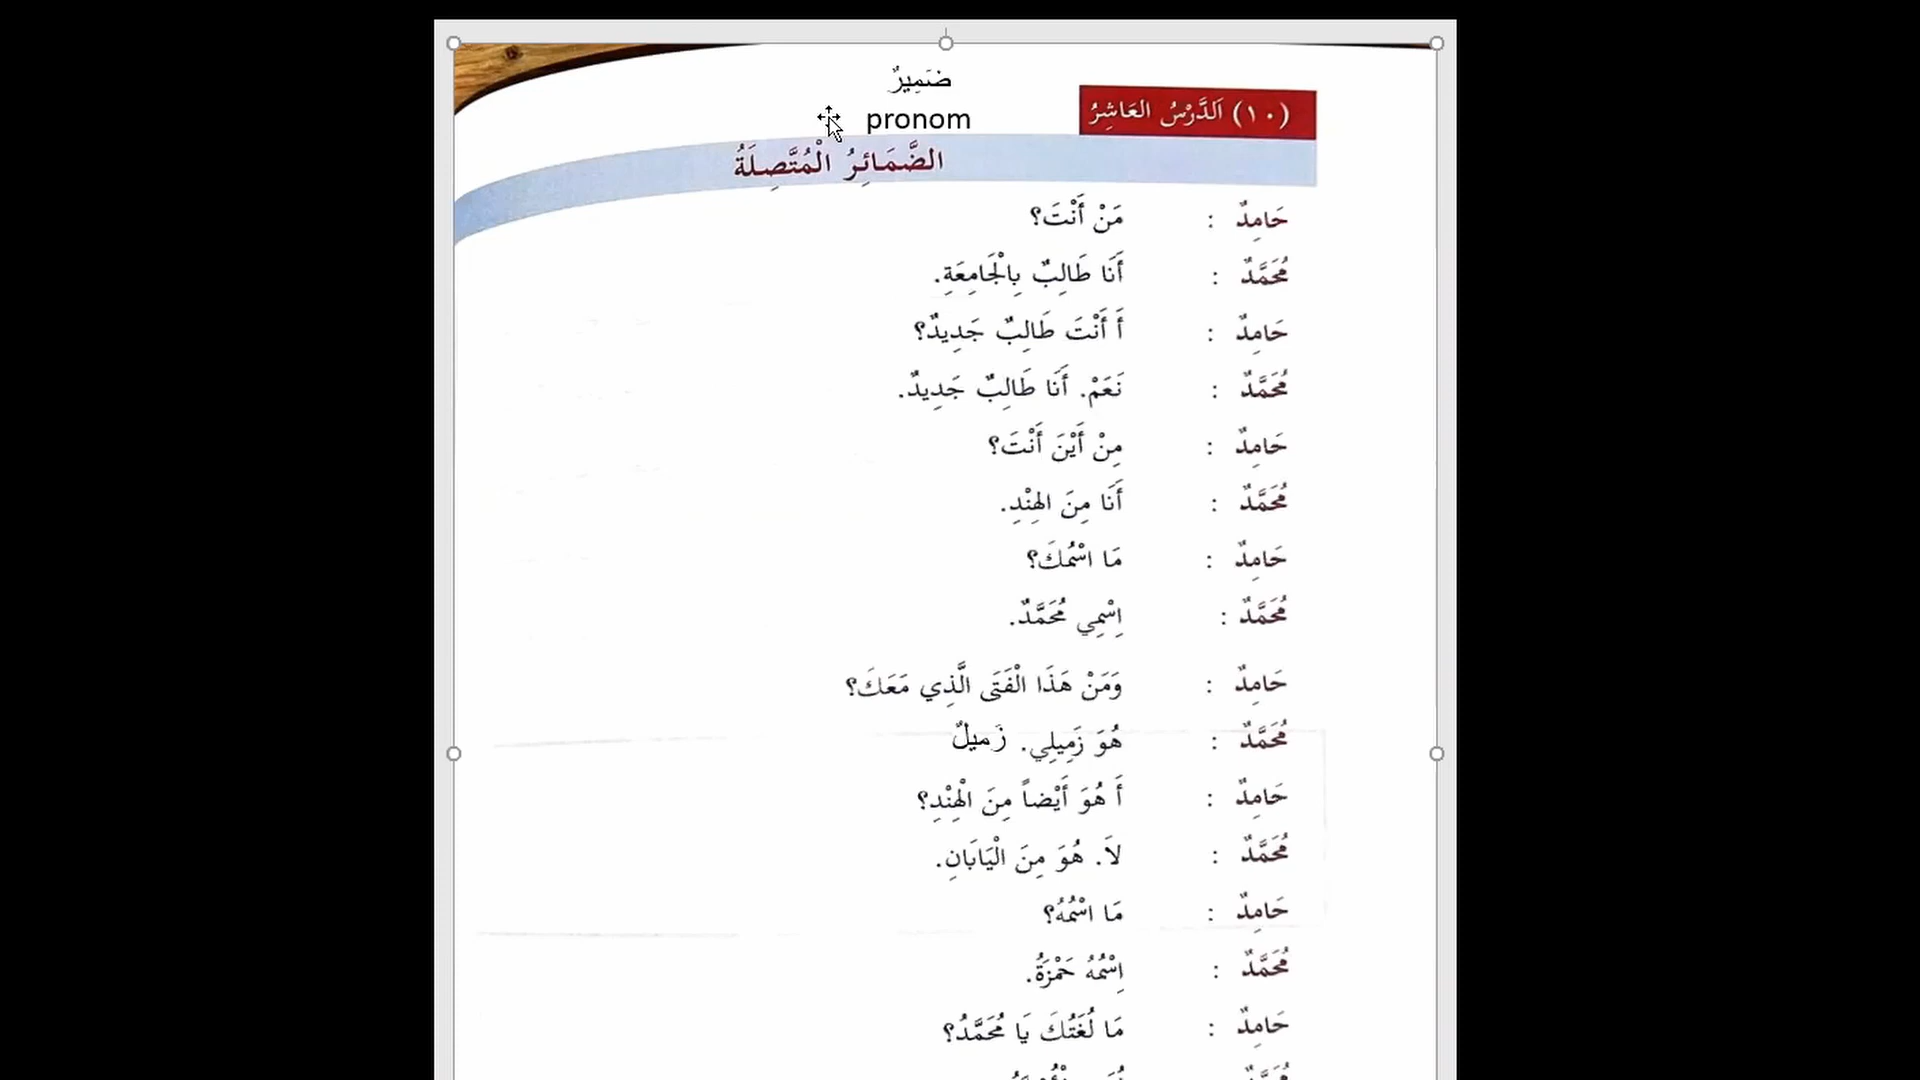 ضَمِيرٌ
pronom
(١٠) اَلدَّرْسُ العَاشِرُ
الضَّمَائِرُ الْمُتَّصِلَةُ
حَامِدٌ : مَنْ أَنْتَ؟
مُحَمَّدٌ : أَنَا طَالِبٌ بِالْجَامِعَةِ.
حَامِدٌ : أَ أَنْتَ طَالِبٌ جَدِيدٌ؟
مُحَمَّدٌ : نَعَمْ. أَنَا طَالِبٌ جَدِيدٌ.
حَامِدٌ : مِنْ أَيْنَ أَنْتَ؟
مُحَمَّدٌ : أَنَا مِنَ الهِنْدِ.
حَامِدٌ : مَا اسْمُكَ؟
مُحَمَّدٌ : اِسْمِي مُحَمَّدٌ.
حَامِدٌ : وَمَنْ هَذَا الْفَتَى الَّذِي مَعَكَ؟
مُحَمَّدٌ : هُوَ زَمِيلِي. زَميلٌ
حَامِدٌ : أَ هُوَ أَيْضاً مِنَ الْهِنْدِ؟
مُحَمَّدٌ : لاَ. هُوَ مِنَ الْيَابَانِ.
حَامِدٌ : مَا اسْمُهُ؟
مُحَمَّدٌ : اِسْمُهُ حَمْزَةُ.
حَامِدٌ : مَا لُغَتُكَ يَا مُحَمَّدُ؟